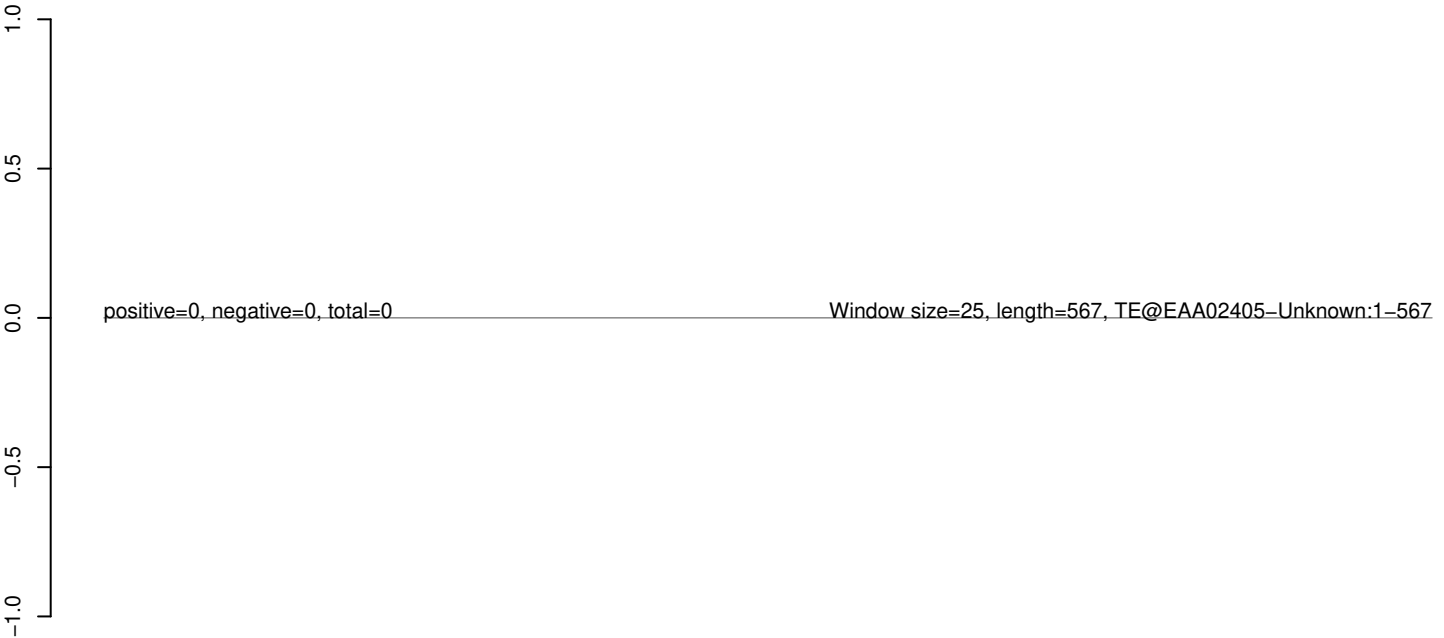 1.0
0.5
0.0
−0.5
−1.0
positive=0, negative=0, total=0
Window size=25, length=567, TE@EAA02405−Unknown:1−567